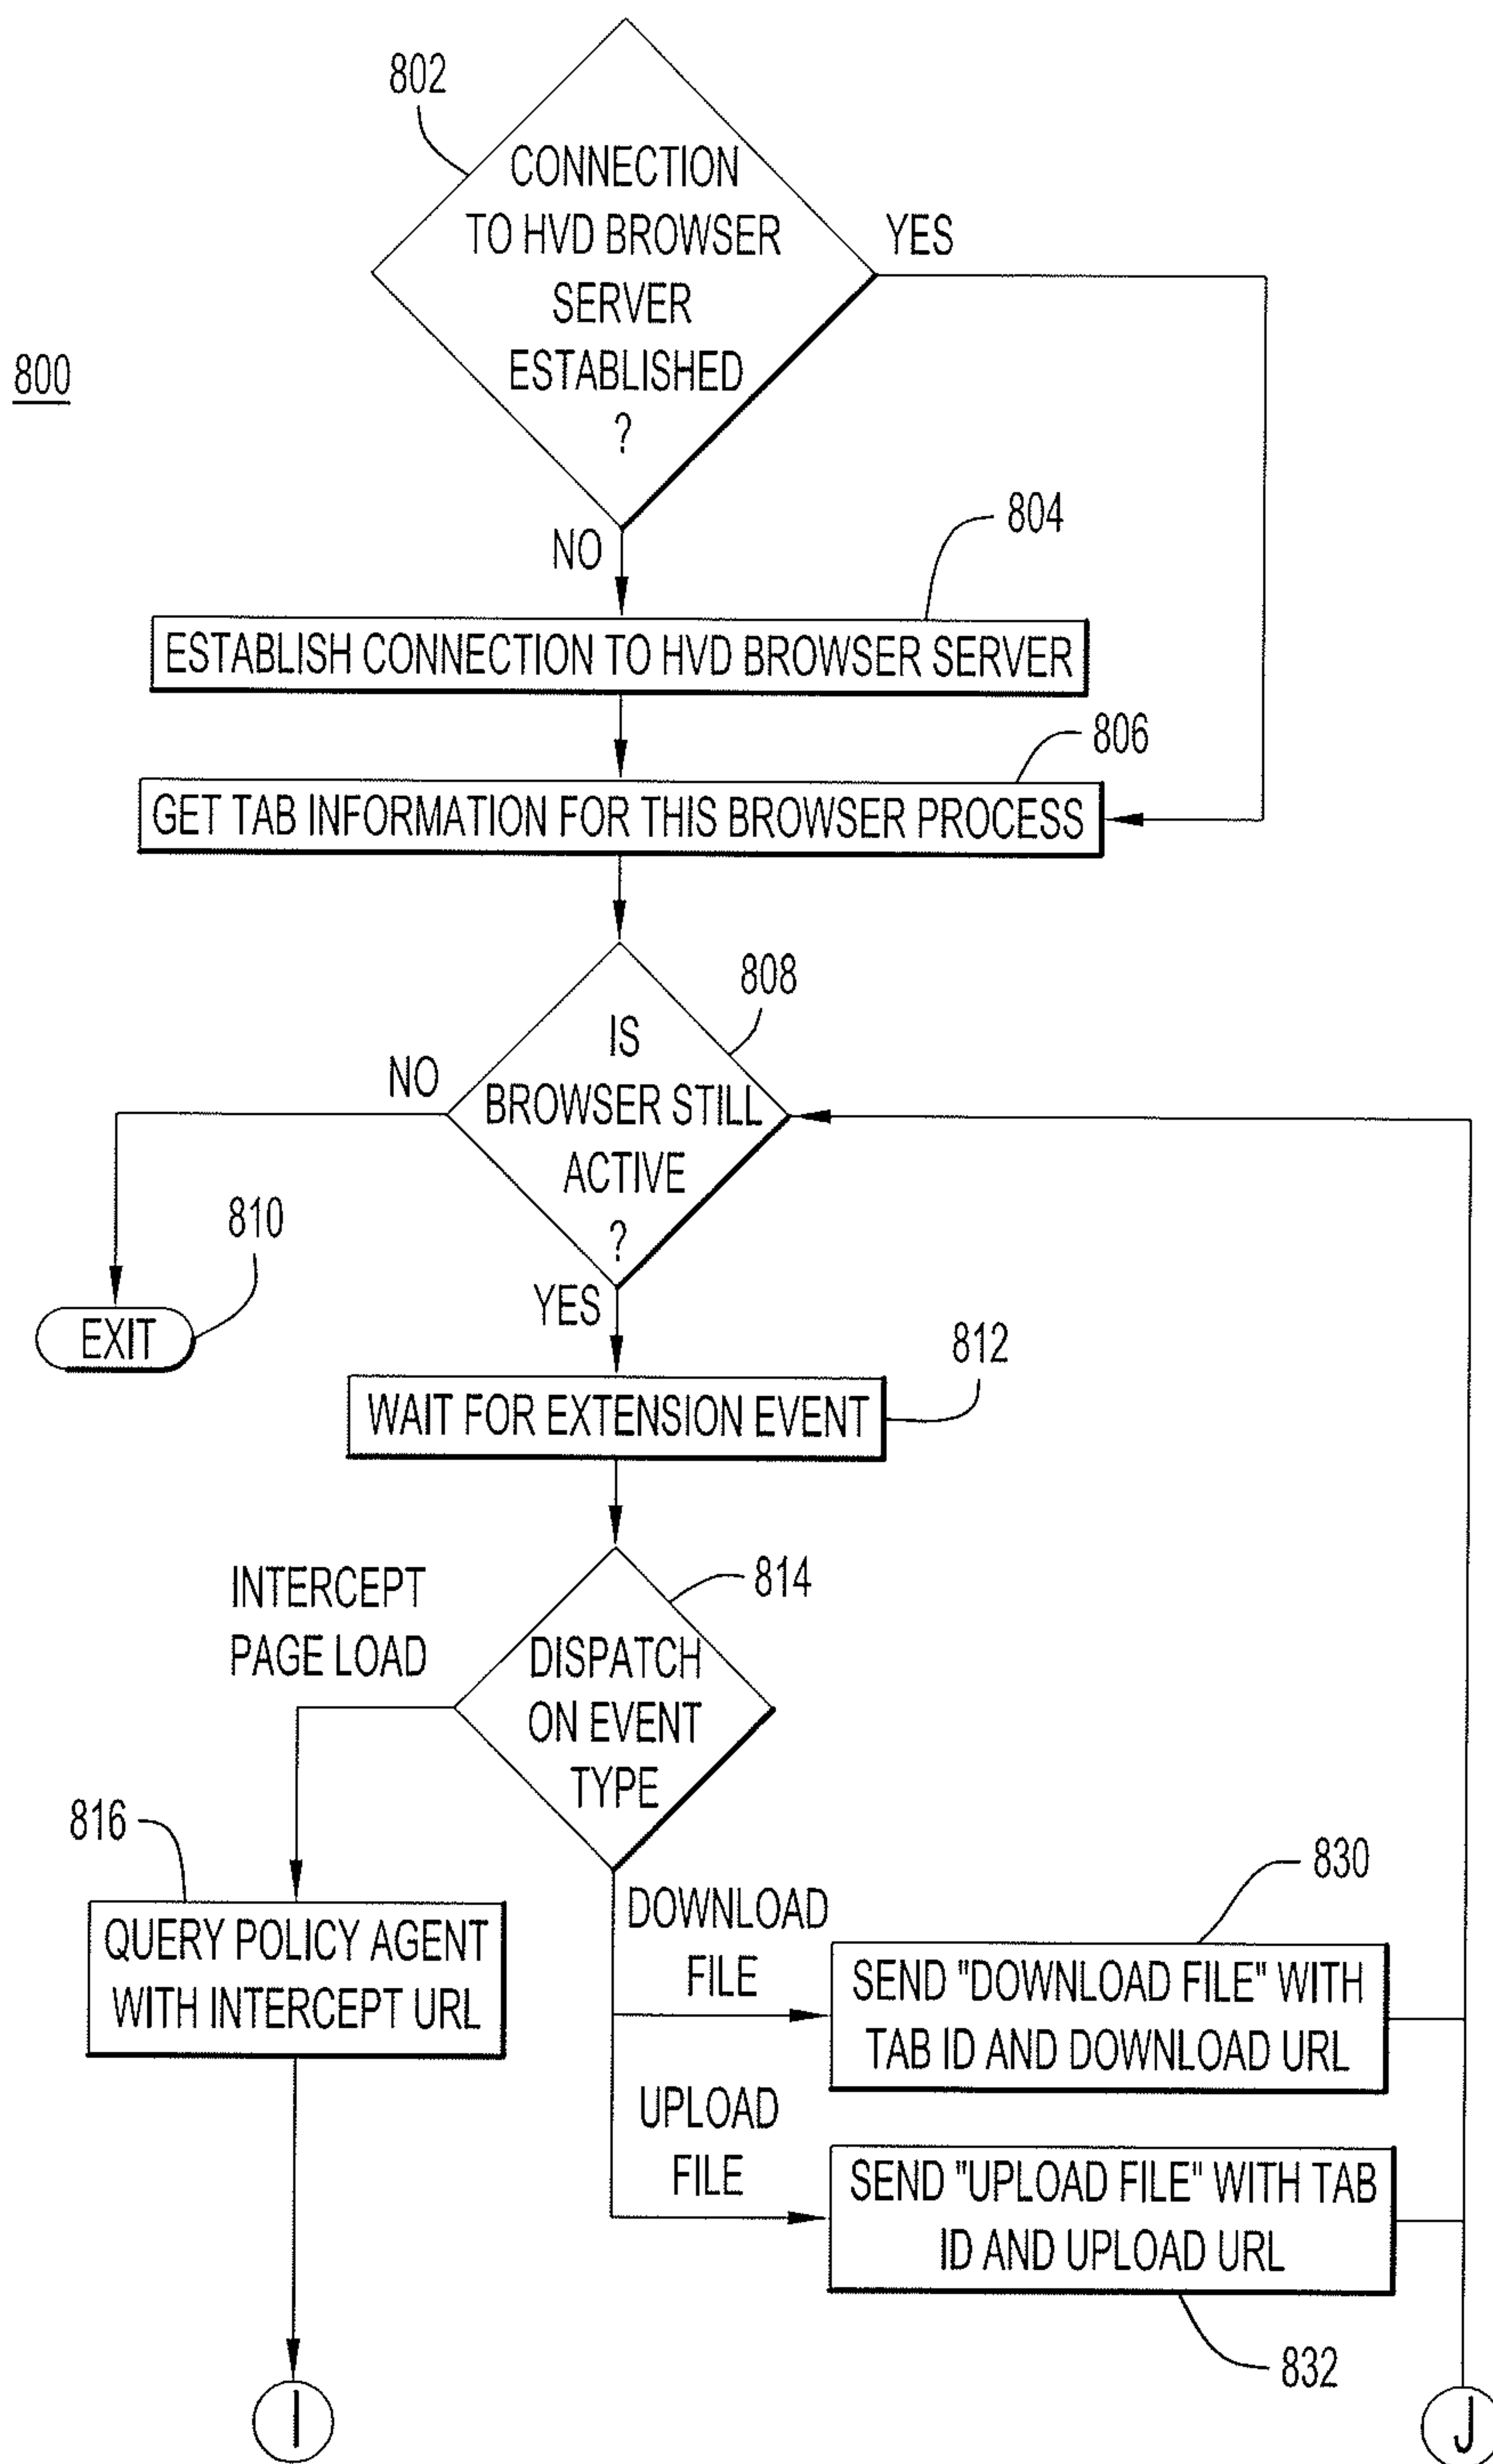 802
CONNECTION
TO HVD BROWSER
SERVER
ESTABLISHED
?
YES
800
NO
804
ESTABLISH CONNECTION TO HVD BROWSER SERVER
806
GET TAB INFORMATION FOR THIS BROWSER PROCESS
808
IS
BROWSER STILL
ACTIVE
?
NO
810
EXIT
YES
812
WAIT FOR EXTENSION EVENT
814
INTERCEPT
PAGE LOAD
DISPATCH
ON EVENT
TYPE
816
QUERY POLICY AGENT
WITH INTERCEPT URL
DOWNLOAD
FILE
830
SEND "DOWNLOAD FILE" WITH
TAB ID AND DOWNLOAD URL
UPLOAD
FILE
SEND "UPLOAD FILE" WITH TAB
ID AND UPLOAD URL
832
I
J